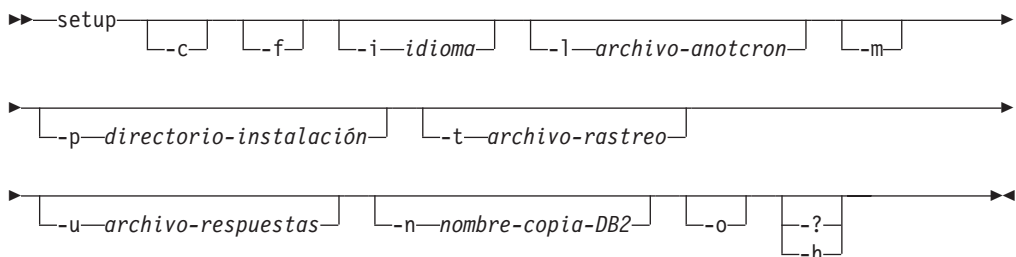 setup -c -f -i idioma -l archivo-anotcron -m
-p directorio-instalación -t archivo-rastreo
-u archivo-respuestas -n nombre-copia-DB2 -o -?
-h